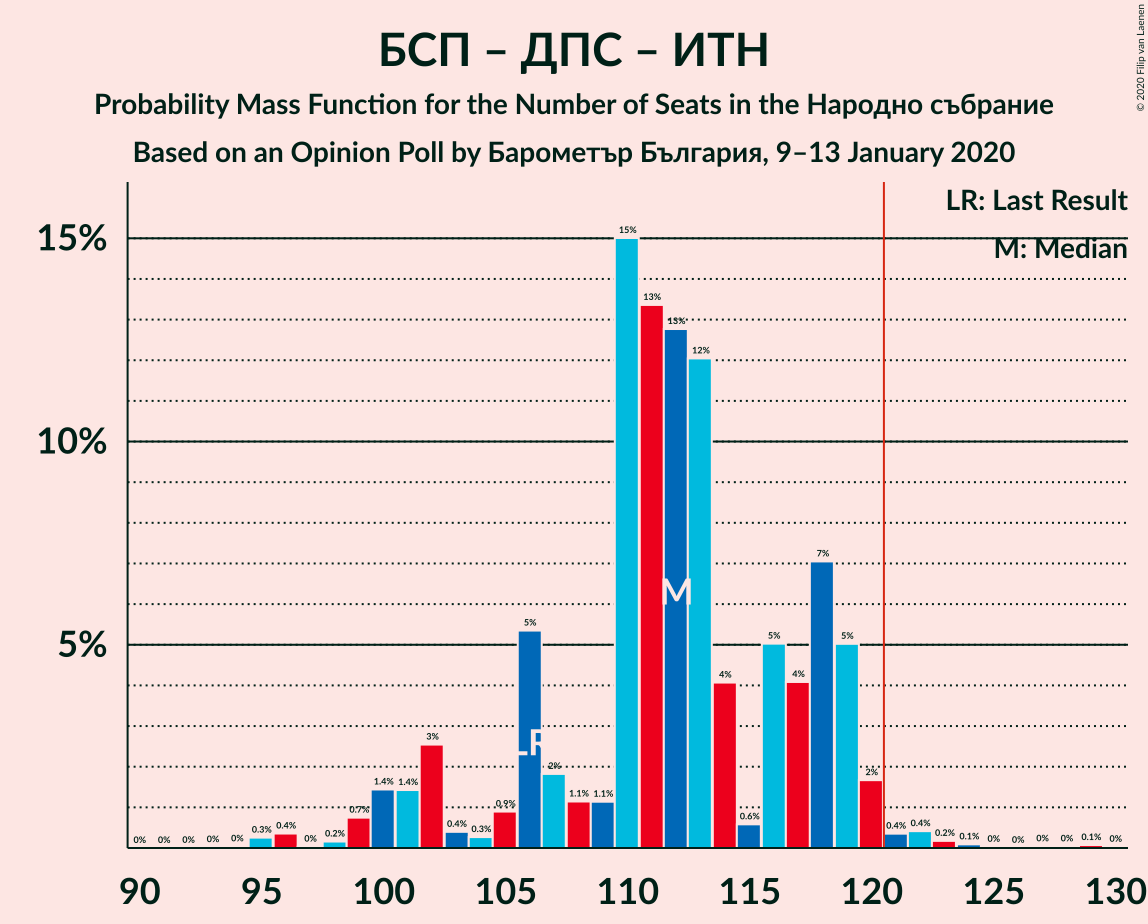 БСП – ДПС – ИТН
Probability Mass Function for the Number of Seats in the Народно събрание
Based on an Opinion Poll by Барометър България, 9–13 January 2020
© 2020 Filip van Laenen
LR: Last Result
M: Median
15%
10%
5%
0% 0% 0% 0% 0% 0.3% 0.4% 0% 0.2% 0.7% 1.4% 1.4% 3% 0.4% 0.3% 0.9% 5% 2% 1.1% 1.1% 15% 13% 13% 12% 4% 0.6% 5% 4% 7% 5% 2% 0.4% 0.4% 0.2% 0.1% 0% 0% 0% 0% 0.1% 0%
LR
M
90 95 100 105 110 115 120 125 130